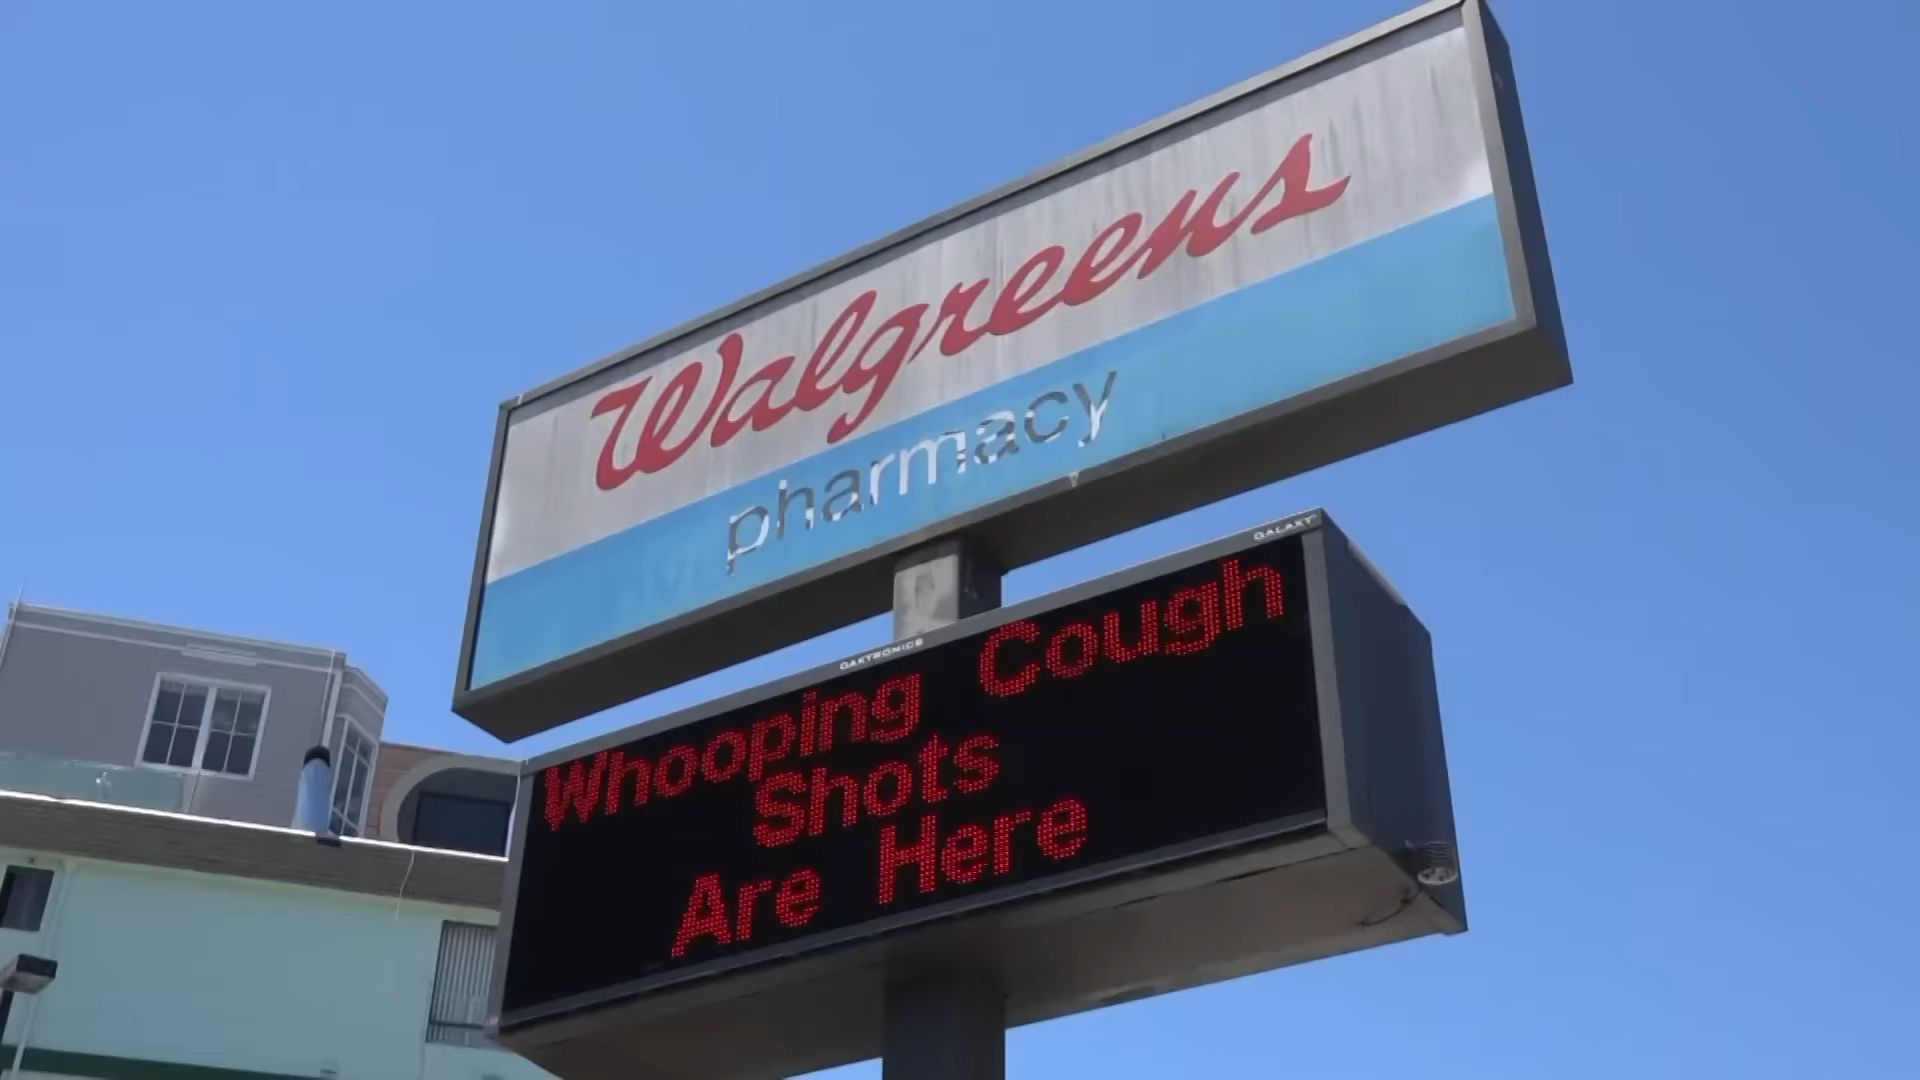 Walgreens
pharmacy
GALAXY
DAKTRONICS
Whooping Cough
Shots
Are Here